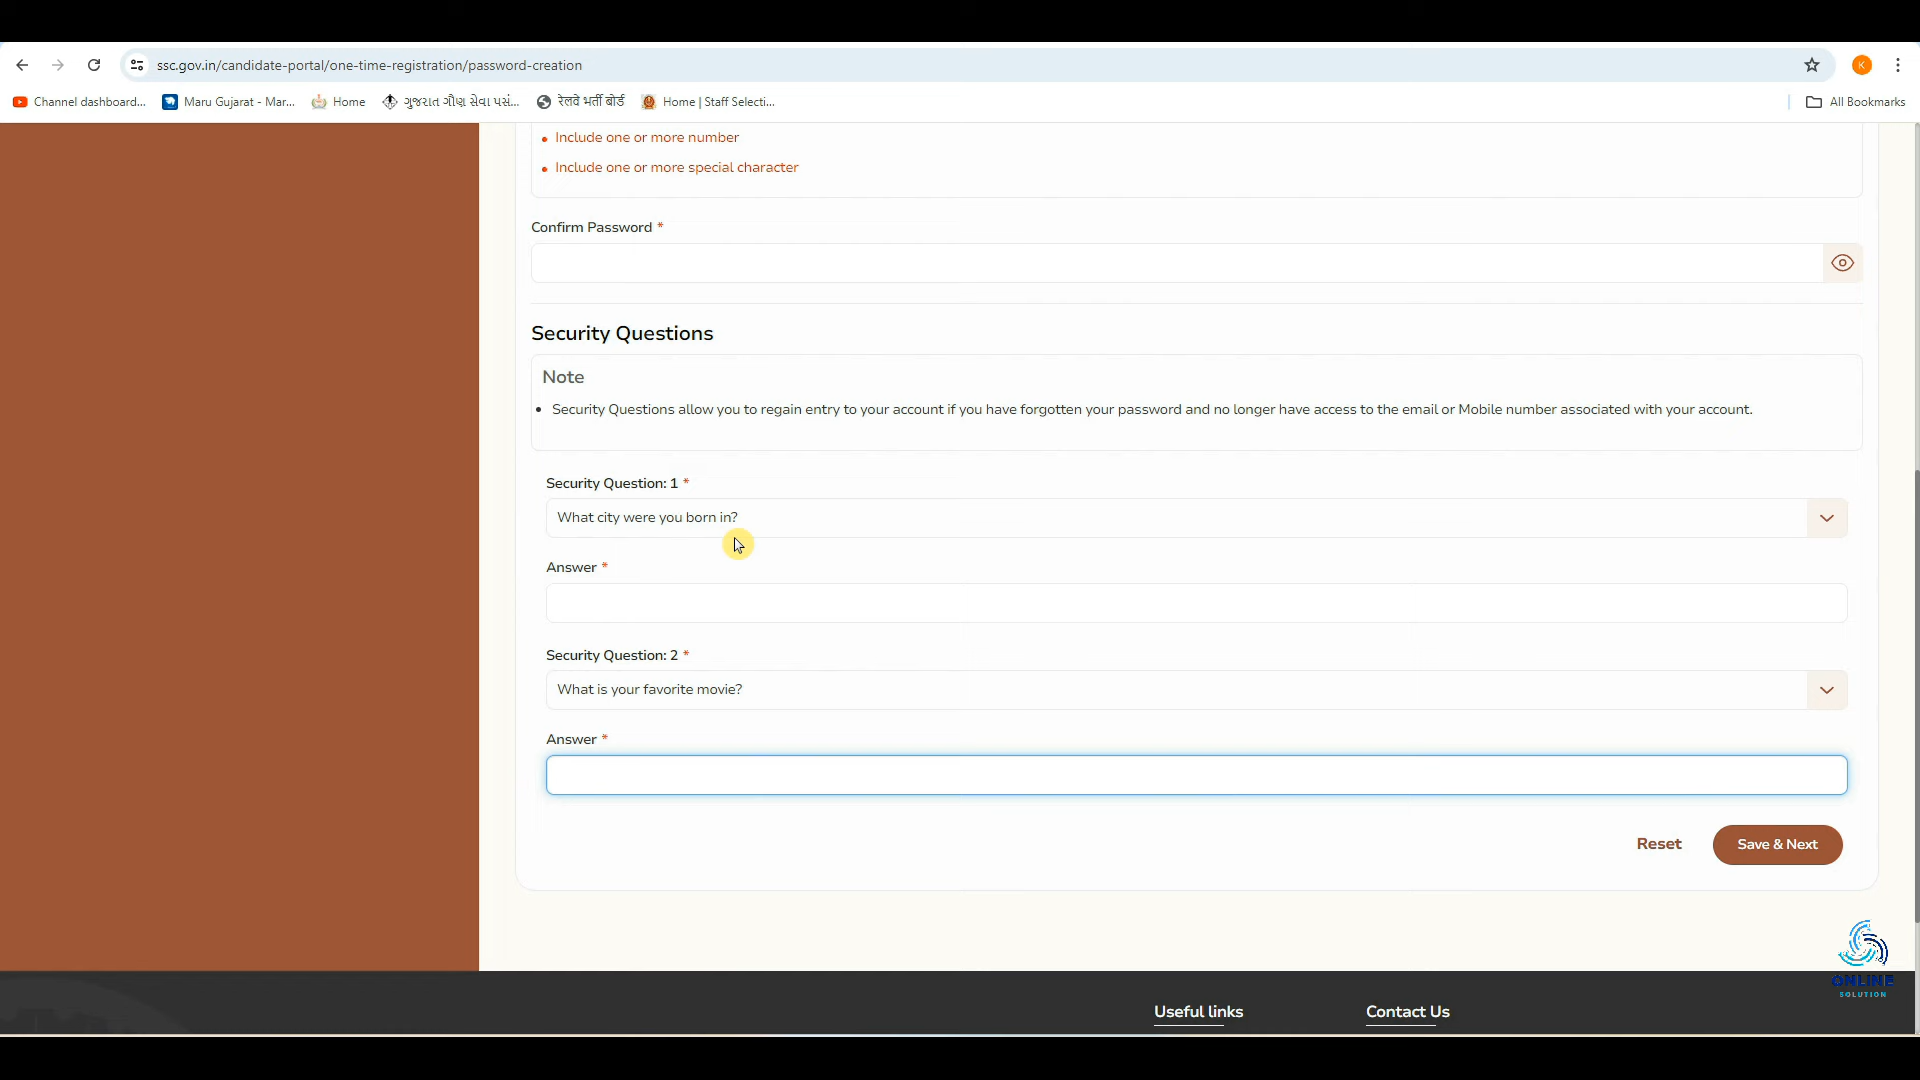 ssc.gov.in/candidate-portal/one-time-registration/password-creation
K
Channel dashboard...
Maru Gujarat - Mar...
Home
ગુજરાત ગૌણ સેવા પસં...
रेलवे भर्ती बोर्ड
Home | Staff Selecti...
All Bookmarks
Include one or more number
Include one or more special character
Confirm Password *
Security Questions
Note
Security Questions allow you to regain entry to your account if you have forgotten your password and no longer have access to the email or Mobile number associated with your account.
Security Question: 1 *
What city were you born in?
Answer *
Security Question: 2 *
What is your favorite movie?
Answer *
Reset
Save & Next
ONLINE
SOLUTION
Useful links
Contact Us